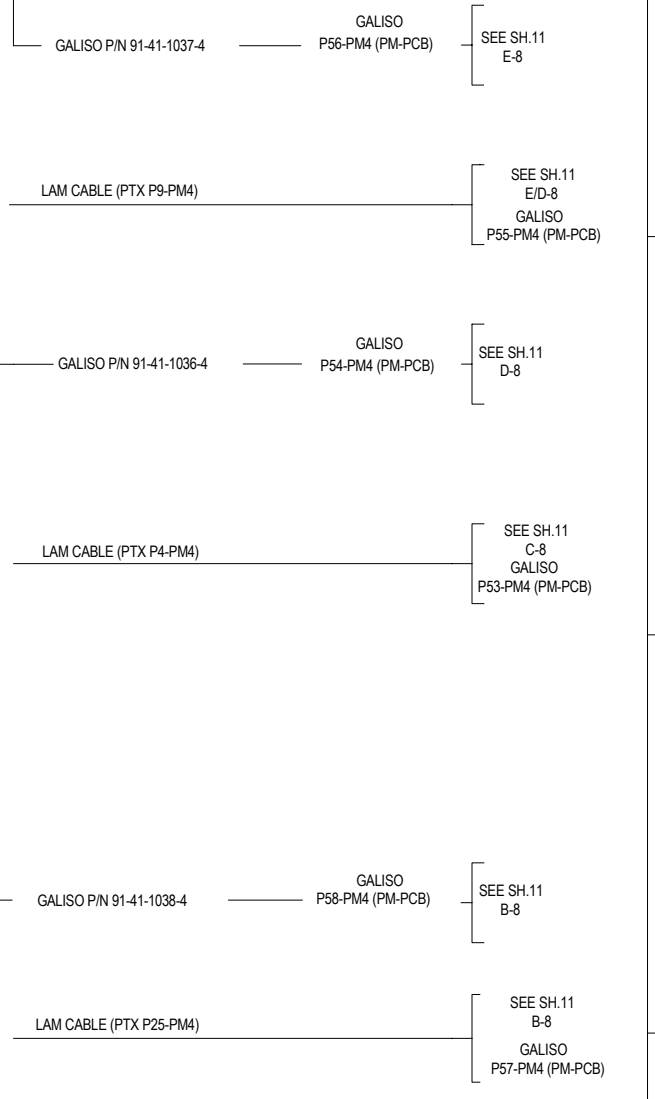 GALISO
GALISO P/N 91-41-1037-4
P56-PM4 (PM-PCB)
SEE SH.11
E-8
LAM CABLE (PTX P9-PM4)
SEE SH.11
E/D-8
GALISO
P55-PM4 (PM-PCB)
GALISO
GALISO P/N 91-41-1036-4
P54-PM4 (PM-PCB)
SEE SH.11
D-8
LAM CABLE (PTX P4-PM4)
SEE SH.11
C-8
GALISO
P53-PM4 (PM-PCB)
GALISO
GALISO P/N 91-41-1038-4
P58-PM4 (PM-PCB)
SEE SH.11
B-8
LAM CABLE (PTX P25-PM4)
SEE SH.11
B-8
GALISO
P57-PM4 (PM-PCB)